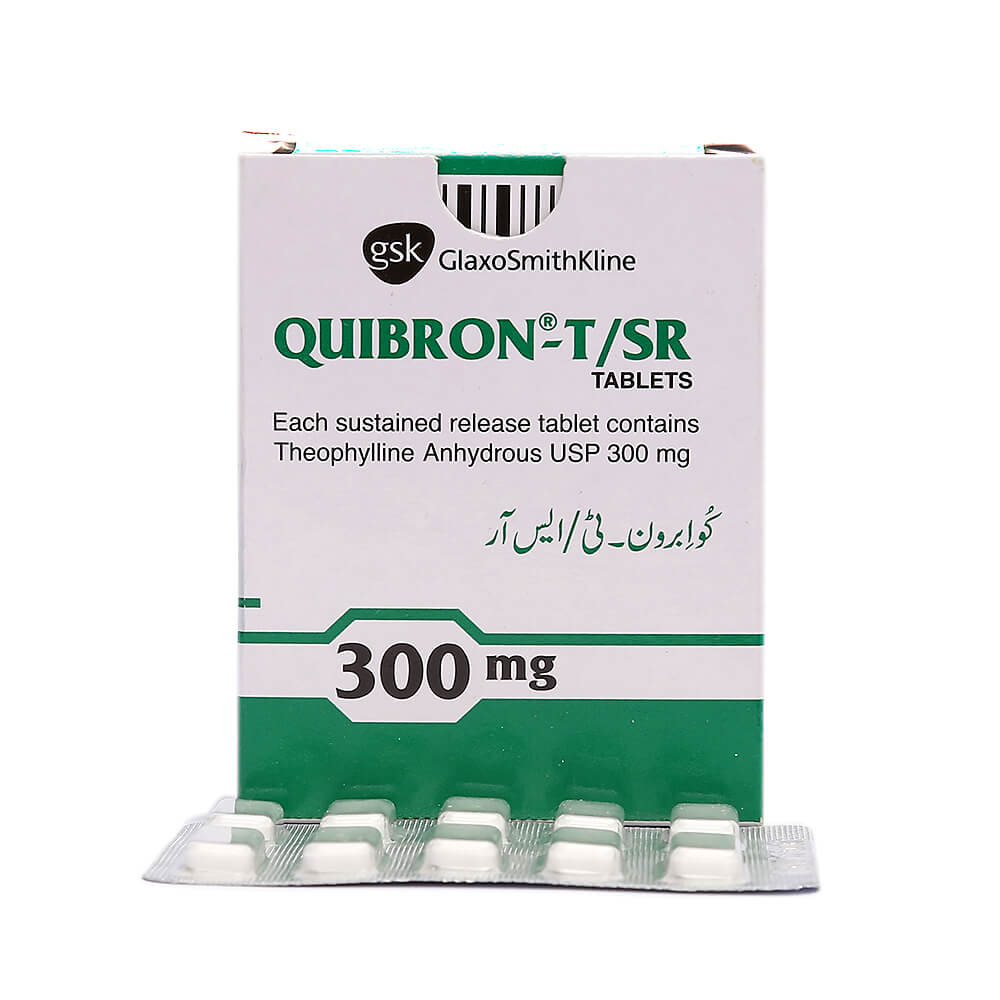 gsk GlaxoSmithKline
QUIBRON®-T/SR
TABLETS
Each sustained release tablet contains
Theophylline Anhydrous USP 300 mg
کُوابرون۔ٹی/ایس آر
300 mg